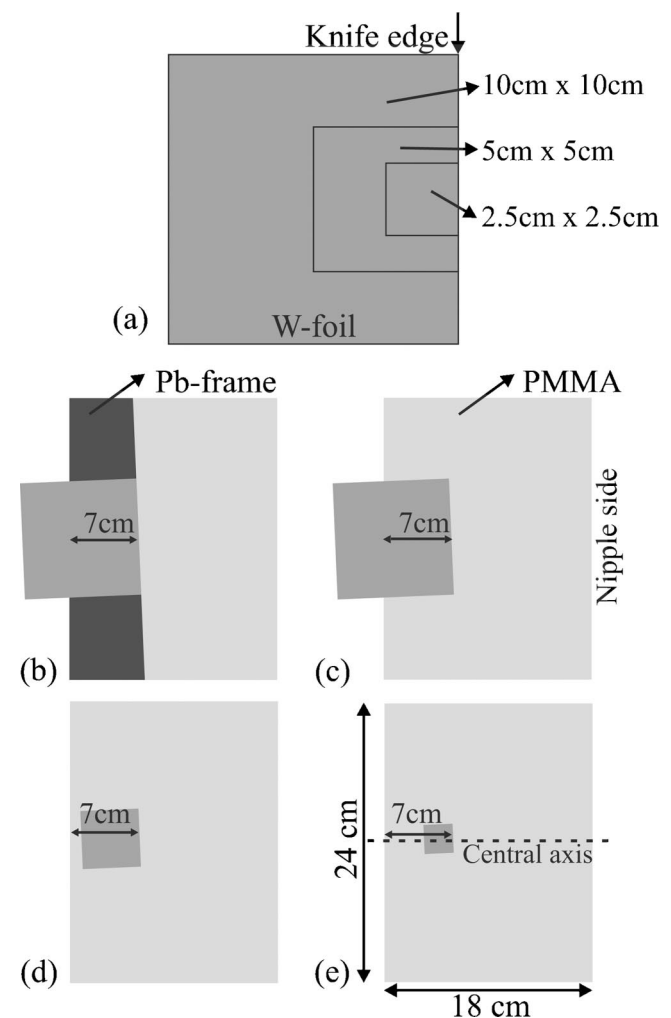 Knife edge
10cm x 10cm
5cm x 5cm
2.5cm x 2.5cm
(a)
W-foil
Pb-frame
PMMA
7cm
7cm
Nipple side
(b)
(c)
7cm
7cm
24 cm
Central axis
(d)
(e)
18 cm